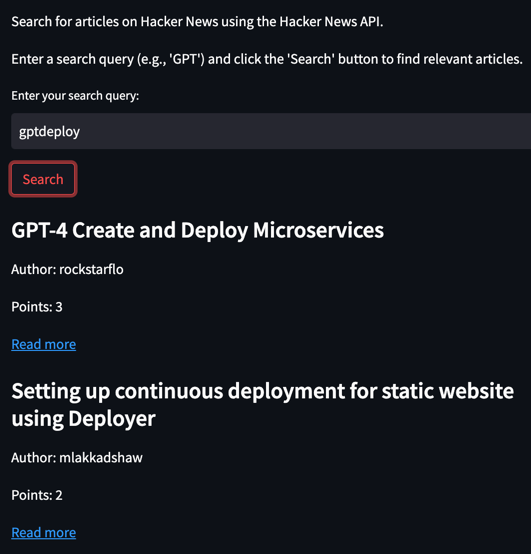 Search for articles on Hacker News using the Hacker News API.
Enter a search query (e.g., 'GPT') and click the 'Search' button to find relevant articles.
Enter your search query:
gptdeploy
Search
GPT-4 Create and Deploy Microservices
Author: rockstarflo
Points: 3
Read more
Setting up continuous deployment for static website
using Deployer
Author: mlakkadshaw
Points: 2
Read more